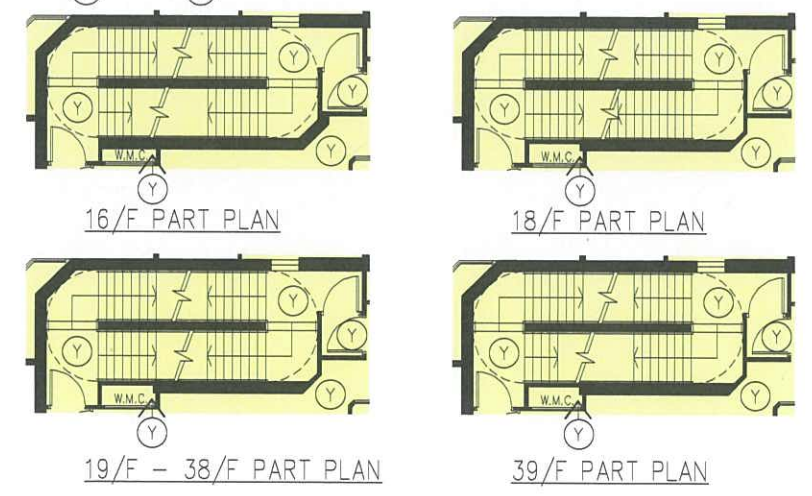 Y Y
Y
Y
W.M.C.
Y
16/F PART PLAN
Y Y
Y
Y
W.M.C.
Y
18/F PART PLAN
Y Y
Y
Y
W.M.C.
Y
19/F - 38/F PART PLAN
Y Y
Y
Y
W.M.C.
Y
39/F PART PLAN